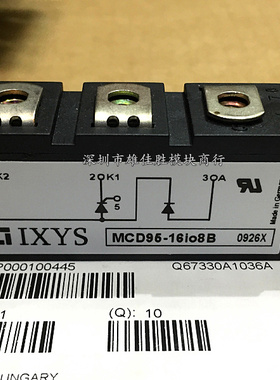 深圳市雄佳胜模块商行
K2
2(K1
3(A
5
IXYS
MCD95-16io8B
0926X
Made in Germany
P000100445
Q67330A1036A
1
(Q): 10
HUNGARY